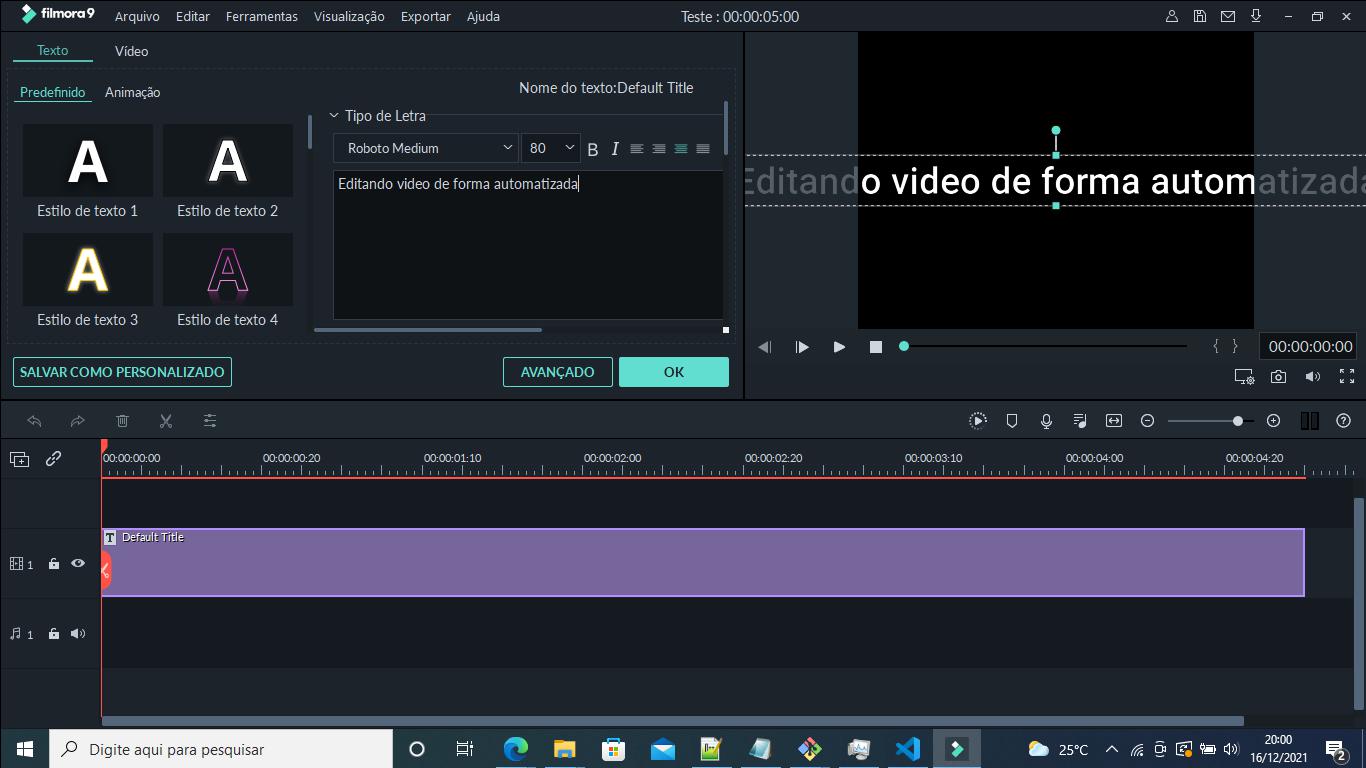 filmora 9 Arquivo Editar Ferramentas Visualização Exportar Ajuda Teste : 00:00:05:00
Texto Vídeo
Predefinido Animação
Nome do texto:Default Title
Tipo de Letra
Roboto Medium 80 B I
Editando video de forma automatizada
A A
Estilo de texto 1 Estilo de texto 2
A A
Estilo de texto 3 Estilo de texto 4
SALVAR COMO PERSONALIZADO AVANÇADO OK
Editando video de forma automatizada
{ } 00:00:00:00
00:00:00:00 00:00:00:20 00:00:01:10 00:00:02:00 00:00:02:20 00:00:03:10 00:00:04:00 00:00:04:20
T Default Title
1
1
Digite aqui para pesquisar
25°C
20:00
16/12/2021
2